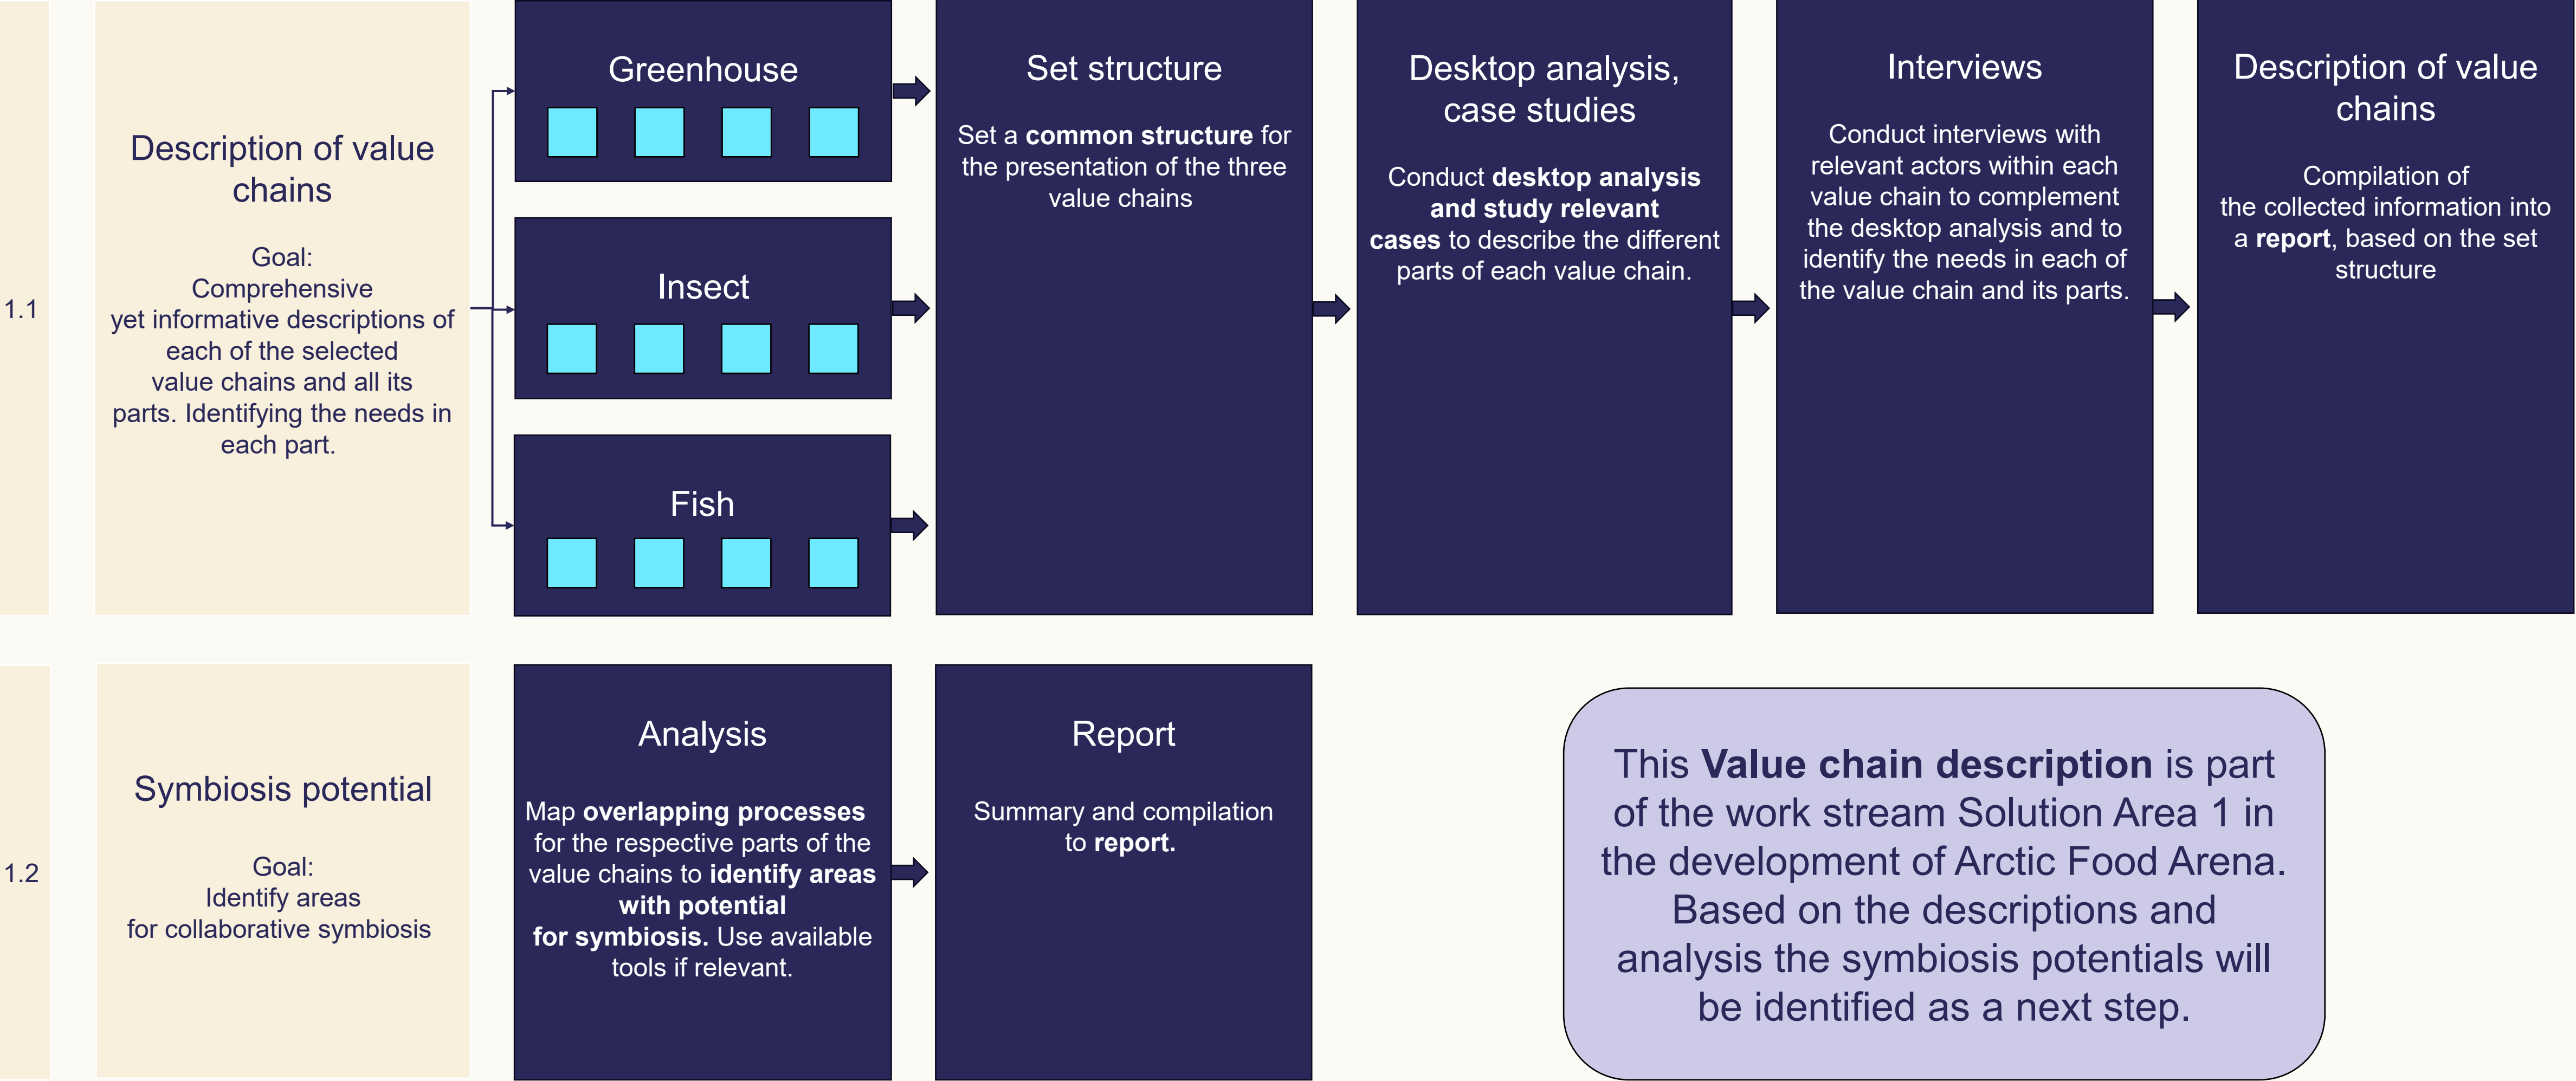 1.1
Description of value
chains
Goal:
Comprehensive
yet informative descriptions of
each of the selected
value chains and all its
parts. Identifying the needs in
each part.
Greenhouse
Insect
Fish
Set structure
Set a common structure for
the presentation of the three
value chains
Desktop analysis,
case studies
Conduct desktop analysis
and study relevant
cases to describe the different
parts of each value chain.
Interviews
Conduct interviews with
relevant actors within each
value chain to complement
the desktop analysis and to
identify the needs in each of
the value chain and its parts.
Description of value
chains
Compilation of
the collected information into
a report, based on the set
structure
1.2
Symbiosis potential
Goal:
Identify areas
for collaborative symbiosis
Analysis
Map overlapping processes
for the respective parts of the
value chains to identify areas
with potential
for symbiosis. Use available
tools if relevant.
Report
Summary and compilation
to report.
This Value chain description is part
of the work stream Solution Area 1 in
the development of Arctic Food Arena.
Based on the descriptions and
analysis the symbiosis potentials will
be identified as a next step.